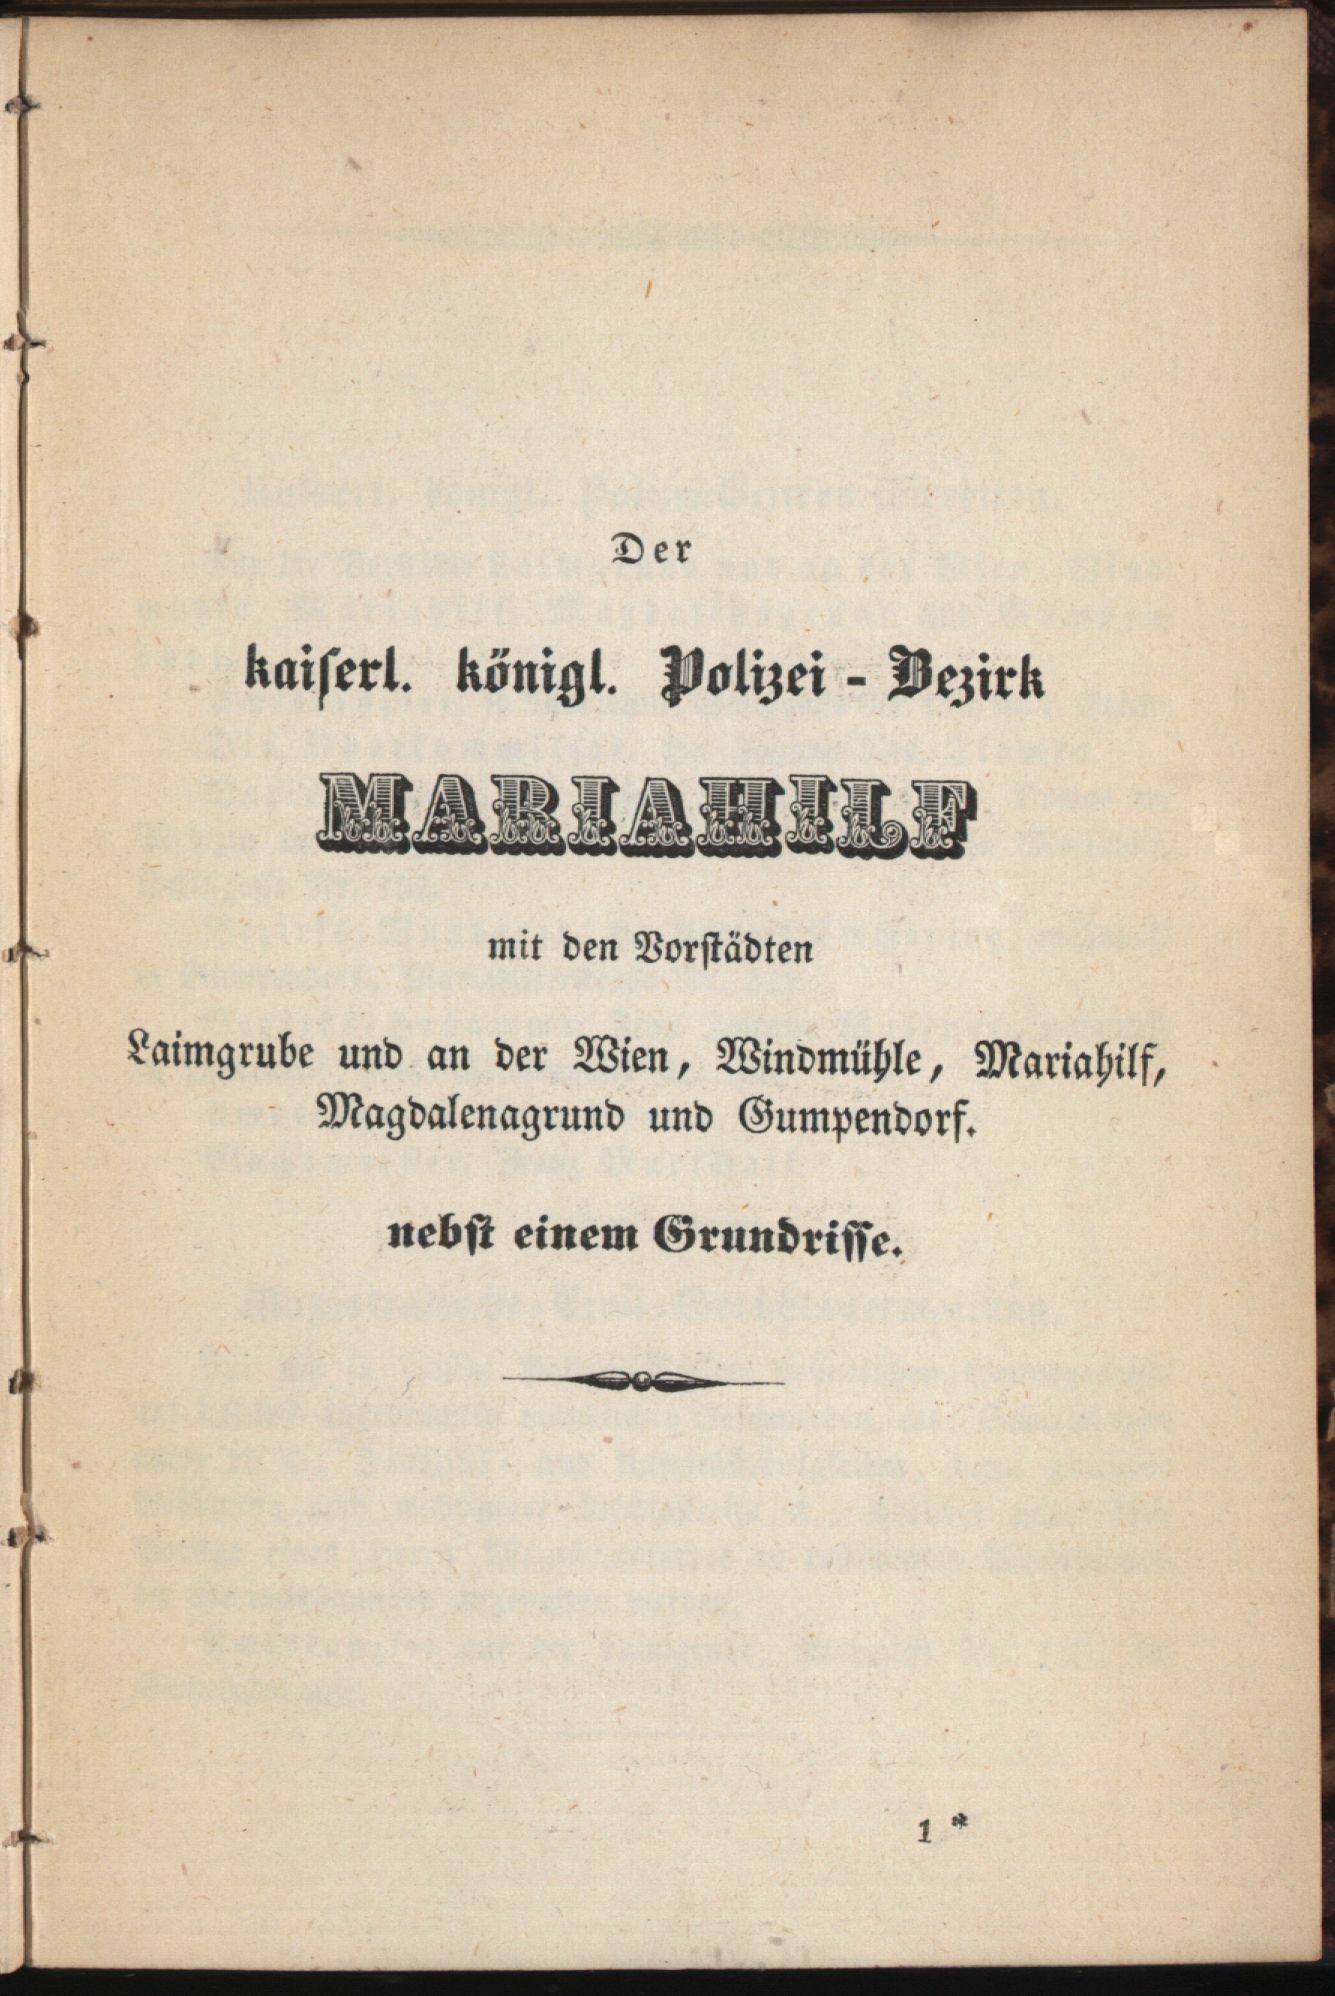 Der
kaiserl. königl. Polizei - Bezirk
MARIAHILF
mit den Vorstädten
Laimgrube und an der Wien, Windmühle, Mariahilf,
Magdalenagrund und Gumpendorf.
nebst einem Grundrisse.
1 *